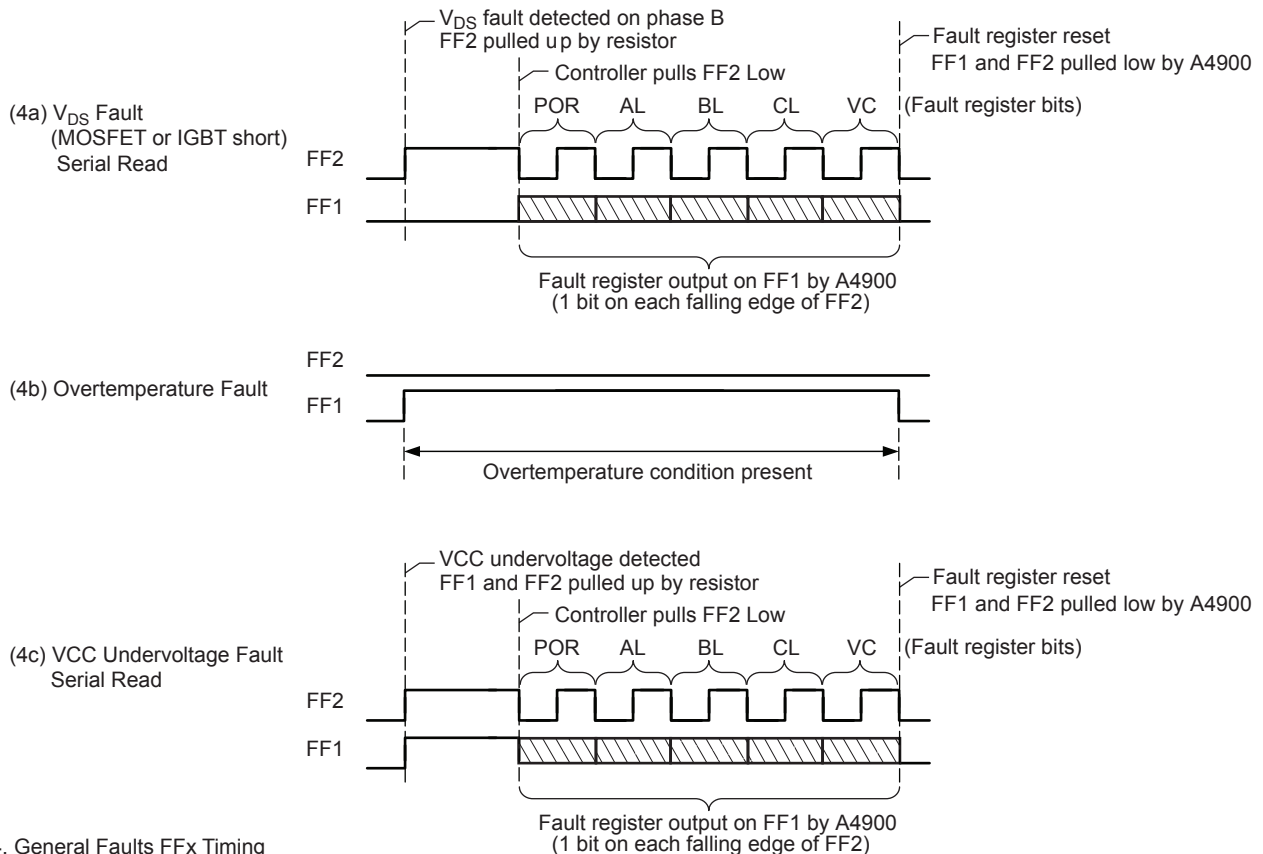 V_DS fault detected on phase B
FF2 pulled up by resistor
Fault register reset
FF1 and FF2 pulled low by A4900
Controller pulls FF2 Low
(4a) V_DS Fault
(MOSFET or IGBT short)
Serial Read
POR AL BL CL VC (Fault register bits)
FF2
FF1
Fault register output on FF1 by A4900
(1 bit on each falling edge of FF2)
FF2
(4b) Overtemperature Fault
FF1
Overtemperature condition present
VCC undervoltage detected
FF1 and FF2 pulled up by resistor
Fault register reset
FF1 and FF2 pulled low by A4900
Controller pulls FF2 Low
(4c) VCC Undervoltage Fault
Serial Read
POR AL BL CL VC (Fault register bits)
FF2
FF1
Fault register output on FF1 by A4900
(1 bit on each falling edge of FF2)
. General Faults FFx Timing